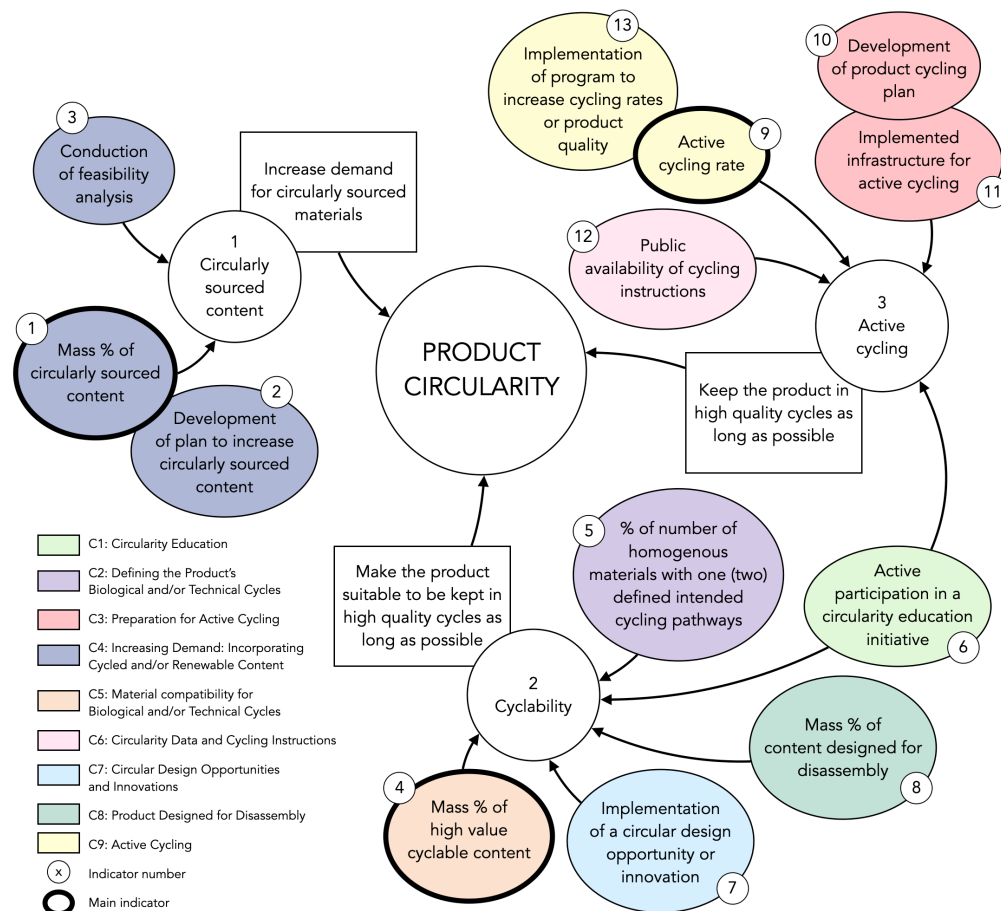 13
Implementation
of program to
increase cycling rates
or product
quality
10
Development
of product cycling
plan
9
Active
cycling rate
Implemented
infrastructure for
active cycling
11
3
Conduction
of feasibility
analysis
Increase demand
for circularly sourced
materials
1
Circularly
sourced
content
12
Public
availability of cycling
instructions
3
Active
cycling
1
Mass % of
circularly sourced
content
2
Development
of plan to increase
circularly sourced
content
PRODUCT
CIRCULARITY
Keep the product in
high quality cycles as
long as possible
5
% of number of
homogenous
materials with one (two)
defined intended
cycling pathways
Make the product
suitable to be kept in
high quality cycles as
long as possible
Active
participation in a
circularity education
initiative
6
2
Cyclability
Mass % of
content designed for
disassembly
8
4
Mass % of
high value
cyclable content
Implementation
of a circular design
opportunity or
innovation
7
C1: Circularity Education
C2: Defining the Product's
Biological and/or Technical Cycles
C3: Preparation for Active Cycling
C4: Increasing Demand: Incorporating
Cycled and/or Renewable Content
C5: Material compatibility for
Biological and/or Technical Cycles
C6: Circularity Data and Cycling Instructions
C7: Circular Design Opportunities
and Innovations
C8: Product Designed for Disassembly
C9: Active Cycling
x
Indicator number
Main indicator